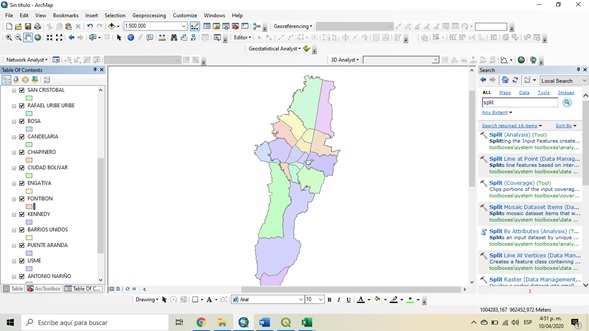 Sin titulo - ArcMap
File Edit View Bookmarks Insert Selection Geoprocessing Customize Windows Help
1:500.000
Georeferencing
Editor
Geostatistical Analyst
Network Analyst
3D Analyst
Table Of Contents
SAN CRISTOBAL
RAFAEL URIBE URIBE
BOSA
CANDELARIA
CHAPINERO
CIUDAD BOLIVAR
ENGATIVA
FONTIBON
KENNEDY
BARRIOS UNIDOS
PUENTE ARANDA
USME
ANTONIO NARIÑO
Table ArcToolbox Table Of C...
Search
Local Search
ALL Maps Data Tools Images
split
Any Extent
Search returned 16 items Sort By
Split (Analysis) (Tool)
Splitting the Input Features create...
toolboxes\system toolboxes\analy...
Split Line at Point (Data Manag...
Splits line features based on inter...
toolboxes\system toolboxes\data ...
Split (Coverage) (Tool)
Clips portions of the input coverag...
toolboxes\system toolboxes\cover...
Split Mosaic Dataset Items (Da...
Splits mosaic dataset items that w...
toolboxes\system toolboxes\data ...
Split By Attributes (Analysis) (T...
Splits an input dataset by unique ...
toolboxes\system toolboxes\analy...
Split Line At Vertices (Data Man...
Creates a feature class containing ...
toolboxes\system toolboxes\data ...
Split Raster (Data Management...
Drawing
Arial
10
B I U A
1004283,167 962452,972 Meters
Escribe aquí para buscar
ESP
4:51 p. m.
10/04/2020